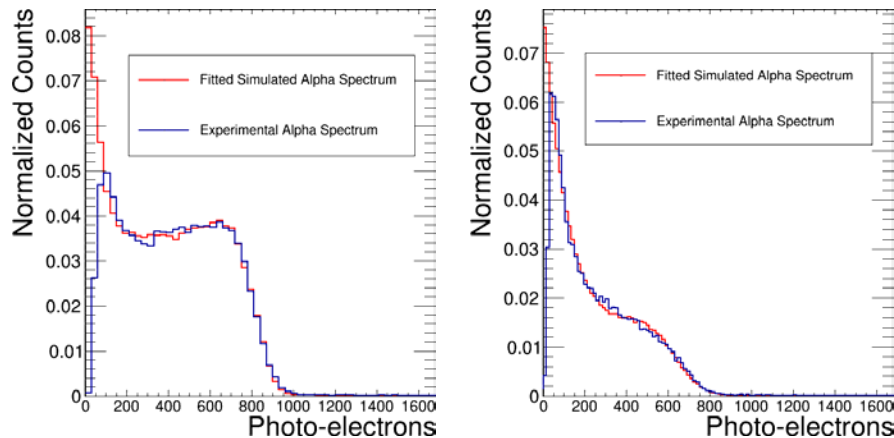 Normalized Counts
0.08
0.07
0.06
0.05
0.04
0.03
0.02
0.01
0
Fitted Simulated Alpha Spectrum
Experimental Alpha Spectrum
0 200 400 600 800 1000 1200 1400 1600
Photo-electrons
Normalized Counts
0.07
0.06
0.05
0.04
0.03
0.02
0.01
0
Fitted Simulated Alpha Spectrum
Experimental Alpha Spectrum
0 200 400 600 800 1000 1200 1400 1600
Photo-electrons